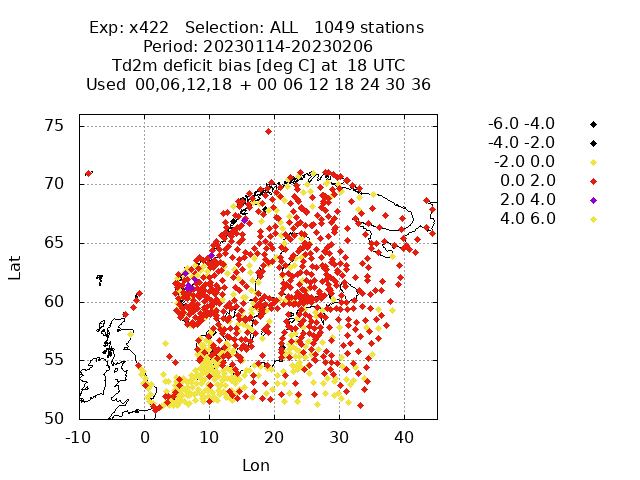 Exp: x422 Selection: ALL 1049 stations
Period: 20230114-20230206
Td2m deficit bias [deg C] at 18 UTC
Used 00,06,12,18 + 00 06 12 18 24 30 36
75
70
65
60
55
50
-10 0 10 20 30 40
Lat
Lon
-6.0 -4.0
-4.0 -2.0
-2.0 0.0
0.0 2.0
2.0 4.0
4.0 6.0